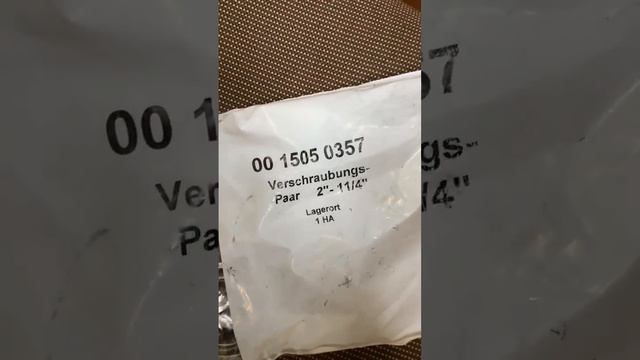 00 1505 0357
Verschraubungs-
Paar 2"- 11/4"
Lagerort
1 HA